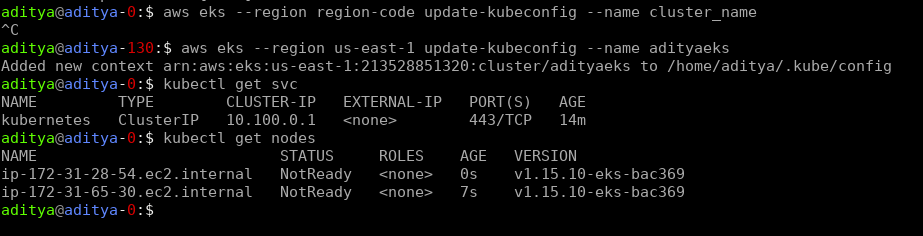 aditya@aditya-0:$ aws eks --region region-code update-kubeconfig --name cluster_name
^C
aditya@aditya-130:$ aws eks --region us-east-1 update-kubeconfig --name adityaeks
Added new context arn:aws:eks:us-east-1:213528851320:cluster/adityaeks to /home/aditya/.kube/config
aditya@aditya-0:$ kubectl get svc
NAME         TYPE        CLUSTER-IP   EXTERNAL-IP   PORT(S)   AGE
kubernetes   ClusterIP   10.100.0.1   <none>        443/TCP   14m
aditya@aditya-0:$ kubectl get nodes
NAME                           STATUS     ROLES    AGE   VERSION
ip-172-31-28-54.ec2.internal   NotReady   <none>   0s    v1.15.10-eks-bac369
ip-172-31-65-30.ec2.internal   NotReady   <none>   7s    v1.15.10-eks-bac369
aditya@aditya-0:$